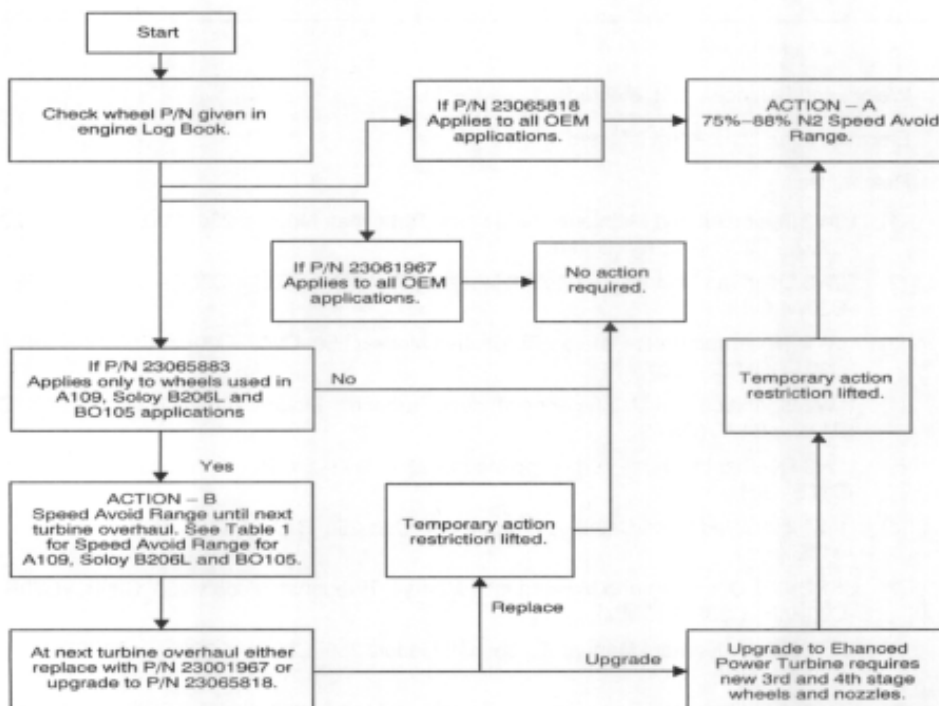 Start
Check wheel P/N given in
engine Log Book.
If P/N 23065818
Applies to all OEM
applications.
ACTION – A
75%–88% N2 Speed Avoid
Range.
If P/N 23061967
Applies to all OEM
applications.
No action
required.
If P/N 23065883
Applies only to wheels used in
A109, Soloy B206L and
BO105 applications
No
Temporary action
restriction lifted.
Yes
ACTION – B
Speed Avoid Range until next
turbine overhaul. See Table 1
for Speed Avoid Range for
A109, Soloy B206L and BO105.
Temporary action
restriction lifted.
Replace
At next turbine overhaul either
replace with P/N 23001967 or
upgrade to P/N 23065818.
Upgrade
Upgrade to Ehanced
Power Turbine requires
new 3rd and 4th stage
wheels and nozzles.